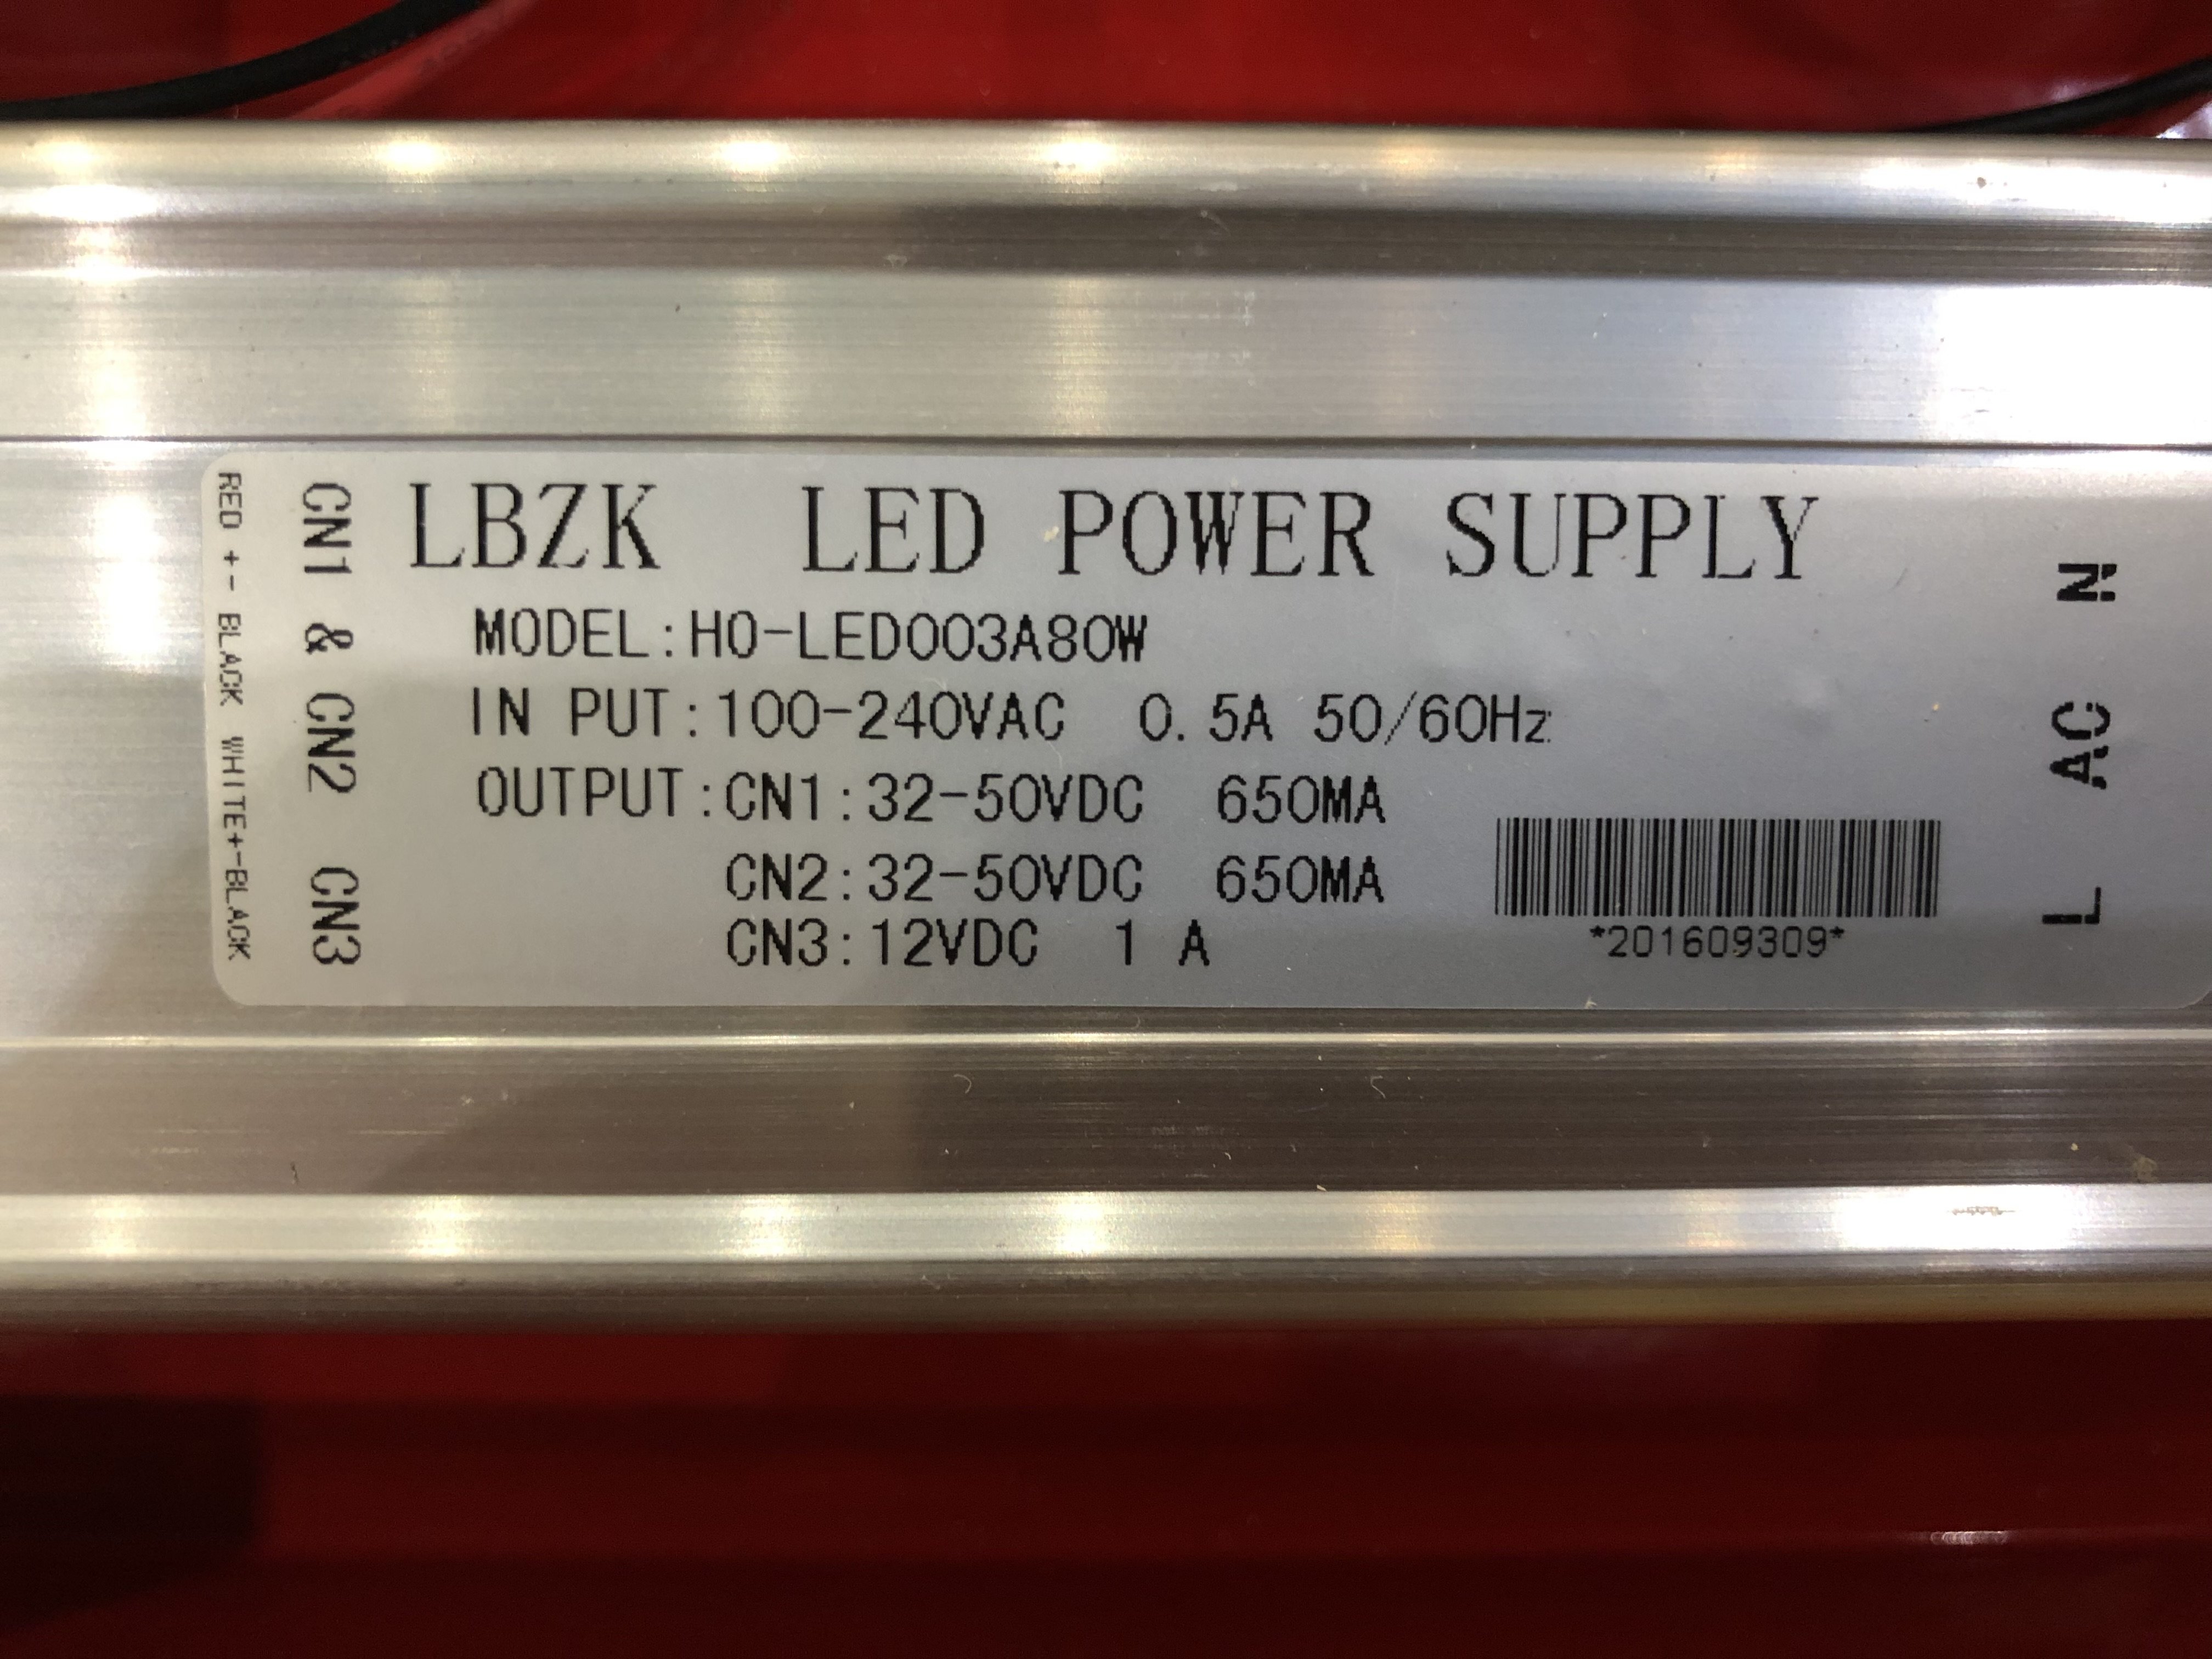 LBZK LED POWER SUPPLY
MODEL:HO-LED003A80W
IN PUT:100-240VAC 0.5A 50/60Hz
OUTPUT:CN1:32-50VDC 650MA
CN2:32-50VDC 650MA
CN3:12VDC 1 A
*201609309*
CN1 & CN2 CN3
RED +- BLACK WHITE+-BLACK
L AC N